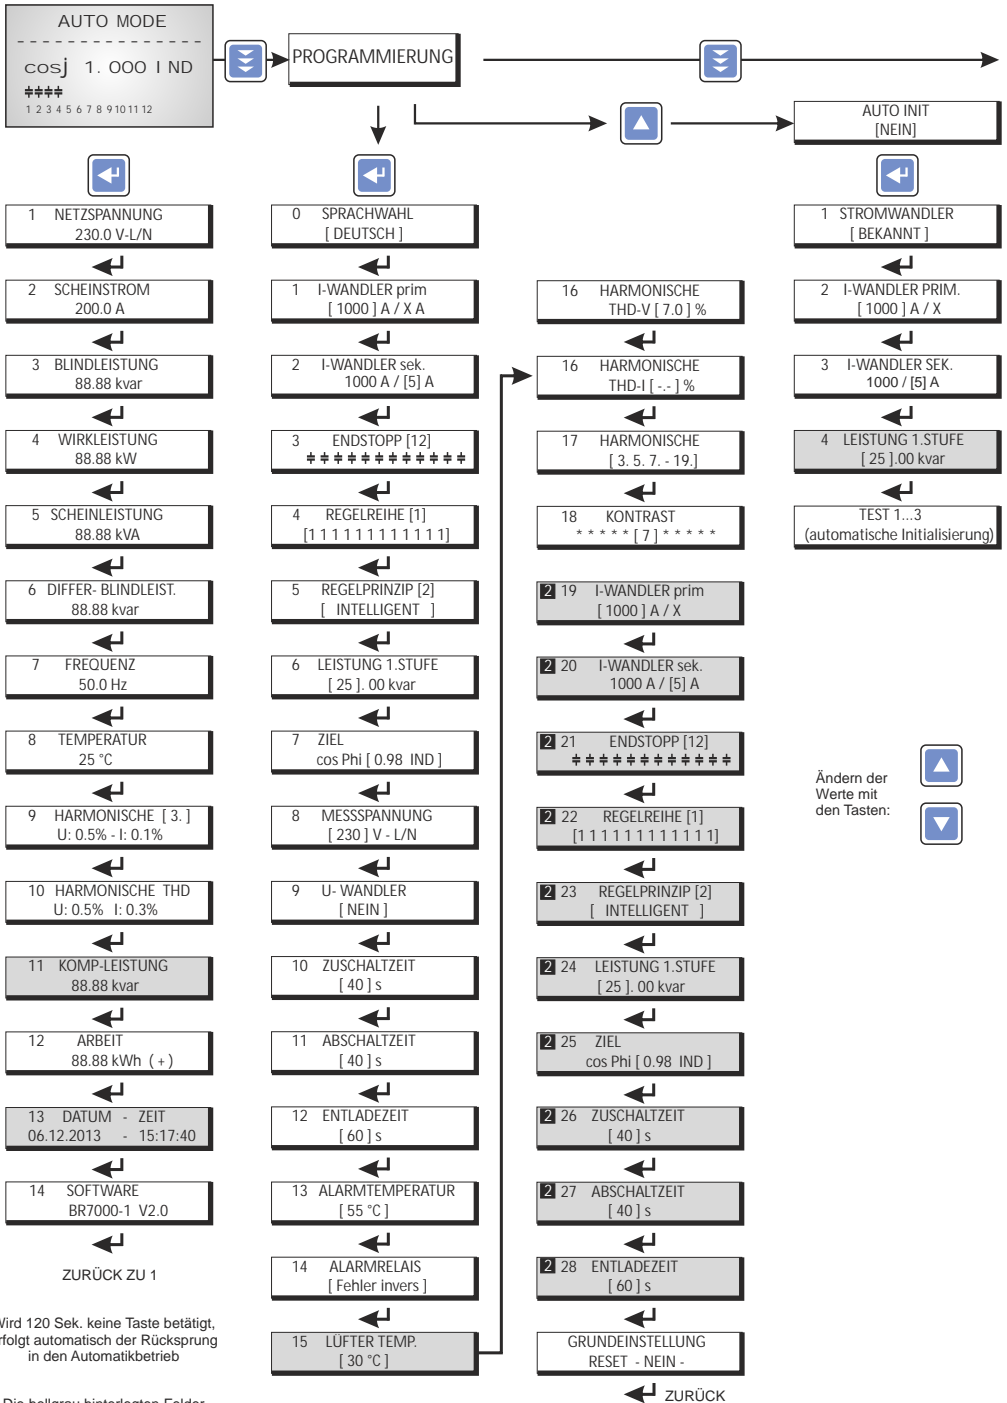 AUTO MODE
cosj 1.000 IND
1 2 3 4 5 6 7 8 9 10 11 12
PROGRAMMIERUNG
AUTO INIT
[NEIN]
1 NETZSPANNUNG
230.0 V-L/N
2 SCHEINSTROM
200.0 A
3 BLINDLEISTUNG
88.88 kvar
4 WIRKLEISTUNG
88.88 kW
5 SCHEINLEISTUNG
88.88 kVA
6 DIFFER- BLINDLEIST.
88.88 kvar
7 FREQUENZ
50.0 Hz
8 TEMPERATUR
25 °C
9 HARMONISCHE [ 3. ]
U: 0.5% - I: 0.1%
10 HARMONISCHE THD
U: 0.5% I: 0.3%
11 KOMP-LEISTUNG
88.88 kvar
12 ARBEIT
88.88 kWh ( + )
13 DATUM - ZEIT
06.12.2013 - 15:17:40
14 SOFTWARE
BR7000-1 V2.0
ZURÜCK ZU 1
Wird 120 Sek. keine Taste betätigt,
erfolgt automatisch der Rücksprung
in den Automatikbetrieb
0 SPRACHWAHL
[ DEUTSCH ]
1 I-WANDLER prim
[ 1000 ] A / X A
2 I-WANDLER sek.
1000 A / [5] A
3 ENDSTOPP [12]
4 REGELREIHE [1]
[1 1 1 1 1 1 1 1 1 1 1 1]
5 REGELPRINZIP [2]
[ INTELLIGENT ]
6 LEISTUNG 1.STUFE
[ 25 ]. 00 kvar
7 ZIEL
cos Phi [ 0.98 IND ]
8 MESSSPANNUNG
[ 230 ] V - L/N
9 U- WANDLER
[ NEIN ]
10 ZUSCHALTZEIT
[ 40 ] s
11 ABSCHALTZEIT
[ 40 ] s
12 ENTLADEZEIT
[ 60 ] s
13 ALARMTEMPERATUR
[ 55 °C ]
14 ALARMRELAIS
[ Fehler invers ]
15 LÜFTER TEMP.
[ 30 °C ]
16 HARMONISCHE
THD-V [ 7.0 ] %
16 HARMONISCHE
THD-I [ -.- ] %
17 HARMONISCHE
[ 3. 5. 7. - 19.]
18 KONTRAST
* * * * * [ 7 ] * * * * *
2 19 I-WANDLER prim
[ 1000 ] A / X
2 20 I-WANDLER sek.
1000 A / [5] A
2 21 ENDSTOPP [12]
2 22 REGELREIHE [1]
[1 1 1 1 1 1 1 1 1 1 1 1]
2 23 REGELPRINZIP [2]
[ INTELLIGENT ]
2 24 LEISTUNG 1.STUFE
[ 25 ]. 00 kvar
2 25 ZIEL
cos Phi [ 0.98 IND ]
2 26 ZUSCHALTZEIT
[ 40 ] s
2 27 ABSCHALTZEIT
[ 40 ] s
2 28 ENTLADEZEIT
[ 60 ] s
GRUNDEINSTELLUNG
RESET - NEIN -
ZURÜCK
1 STROMWANDLER
[ BEKANNT ]
2 I-WANDLER PRIM.
[ 1000 ] A / X
3 I-WANDLER SEK.
1000 / [5] A
4 LEISTUNG 1.STUFE
[ 25 ].00 kvar
TEST 1...3
(automatische Initialisierung)
Ändern der
Werte mit
den Tasten: